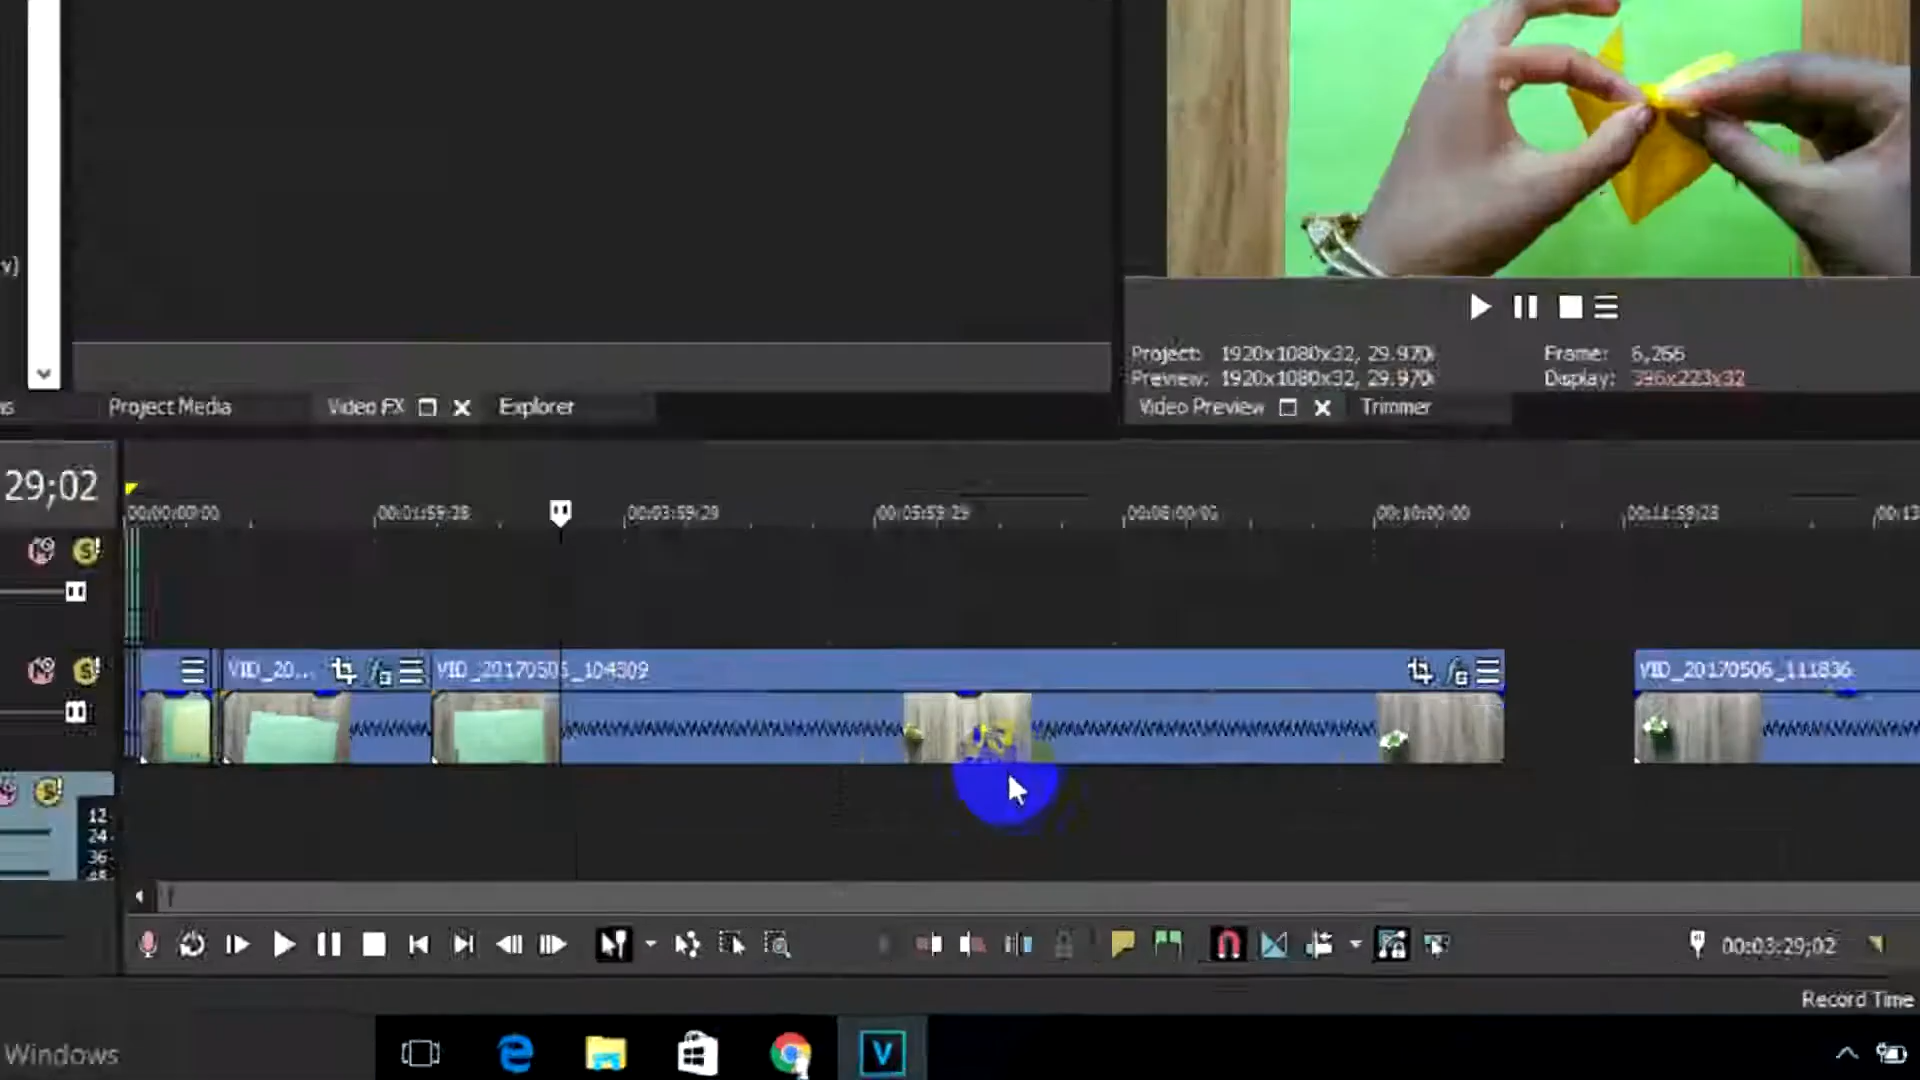 v)
Project: 1920x1080x32, 29.970i
Frame: 6,266
Preview: 1920x1080x32, 29.970i
Display: 396x223x32
Project Media
Video FX
Explorer
Video Preview
Trimmer
29;02
00:00:00;00
00:01:59;28
00:03:59;29
00:05:59;29
00:10:00;00
00:11:59;28
00:13
VID_20...
VID_20170506_104309
VID_20170506_111836
12
24
36
48
00:03:29;02
Record Time
Windows